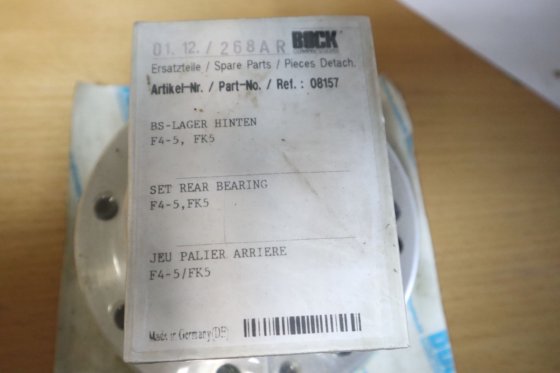 01.12./268AR BOCK
Ersatzteile / Spare Parts / Pieces Detach.
Artikel-Nr. / Part-No. / Ref.: 08157
BS-LAGER HINTEN
F4-5, FK5
SET REAR BEARING
F4-5,FK5
JEU PALIER ARRIERE
F4-5/FK5
Made in Germany(DE)